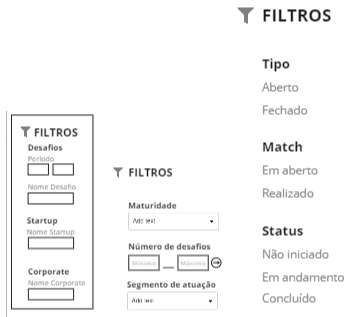 FILTROS
Desafios
Período
Nome Desafio
Startup
Nome Startup
Corporate
Nome Corporate
FILTROS
Maturidade
Add text
Número de desafios
Mínimo
Máximo
Segmento de atuação
Add text
FILTROS
Tipo
Aberto
Fechado
Match
Em aberto
Realizado
Status
Não iniciado
Em andamento
Concluído